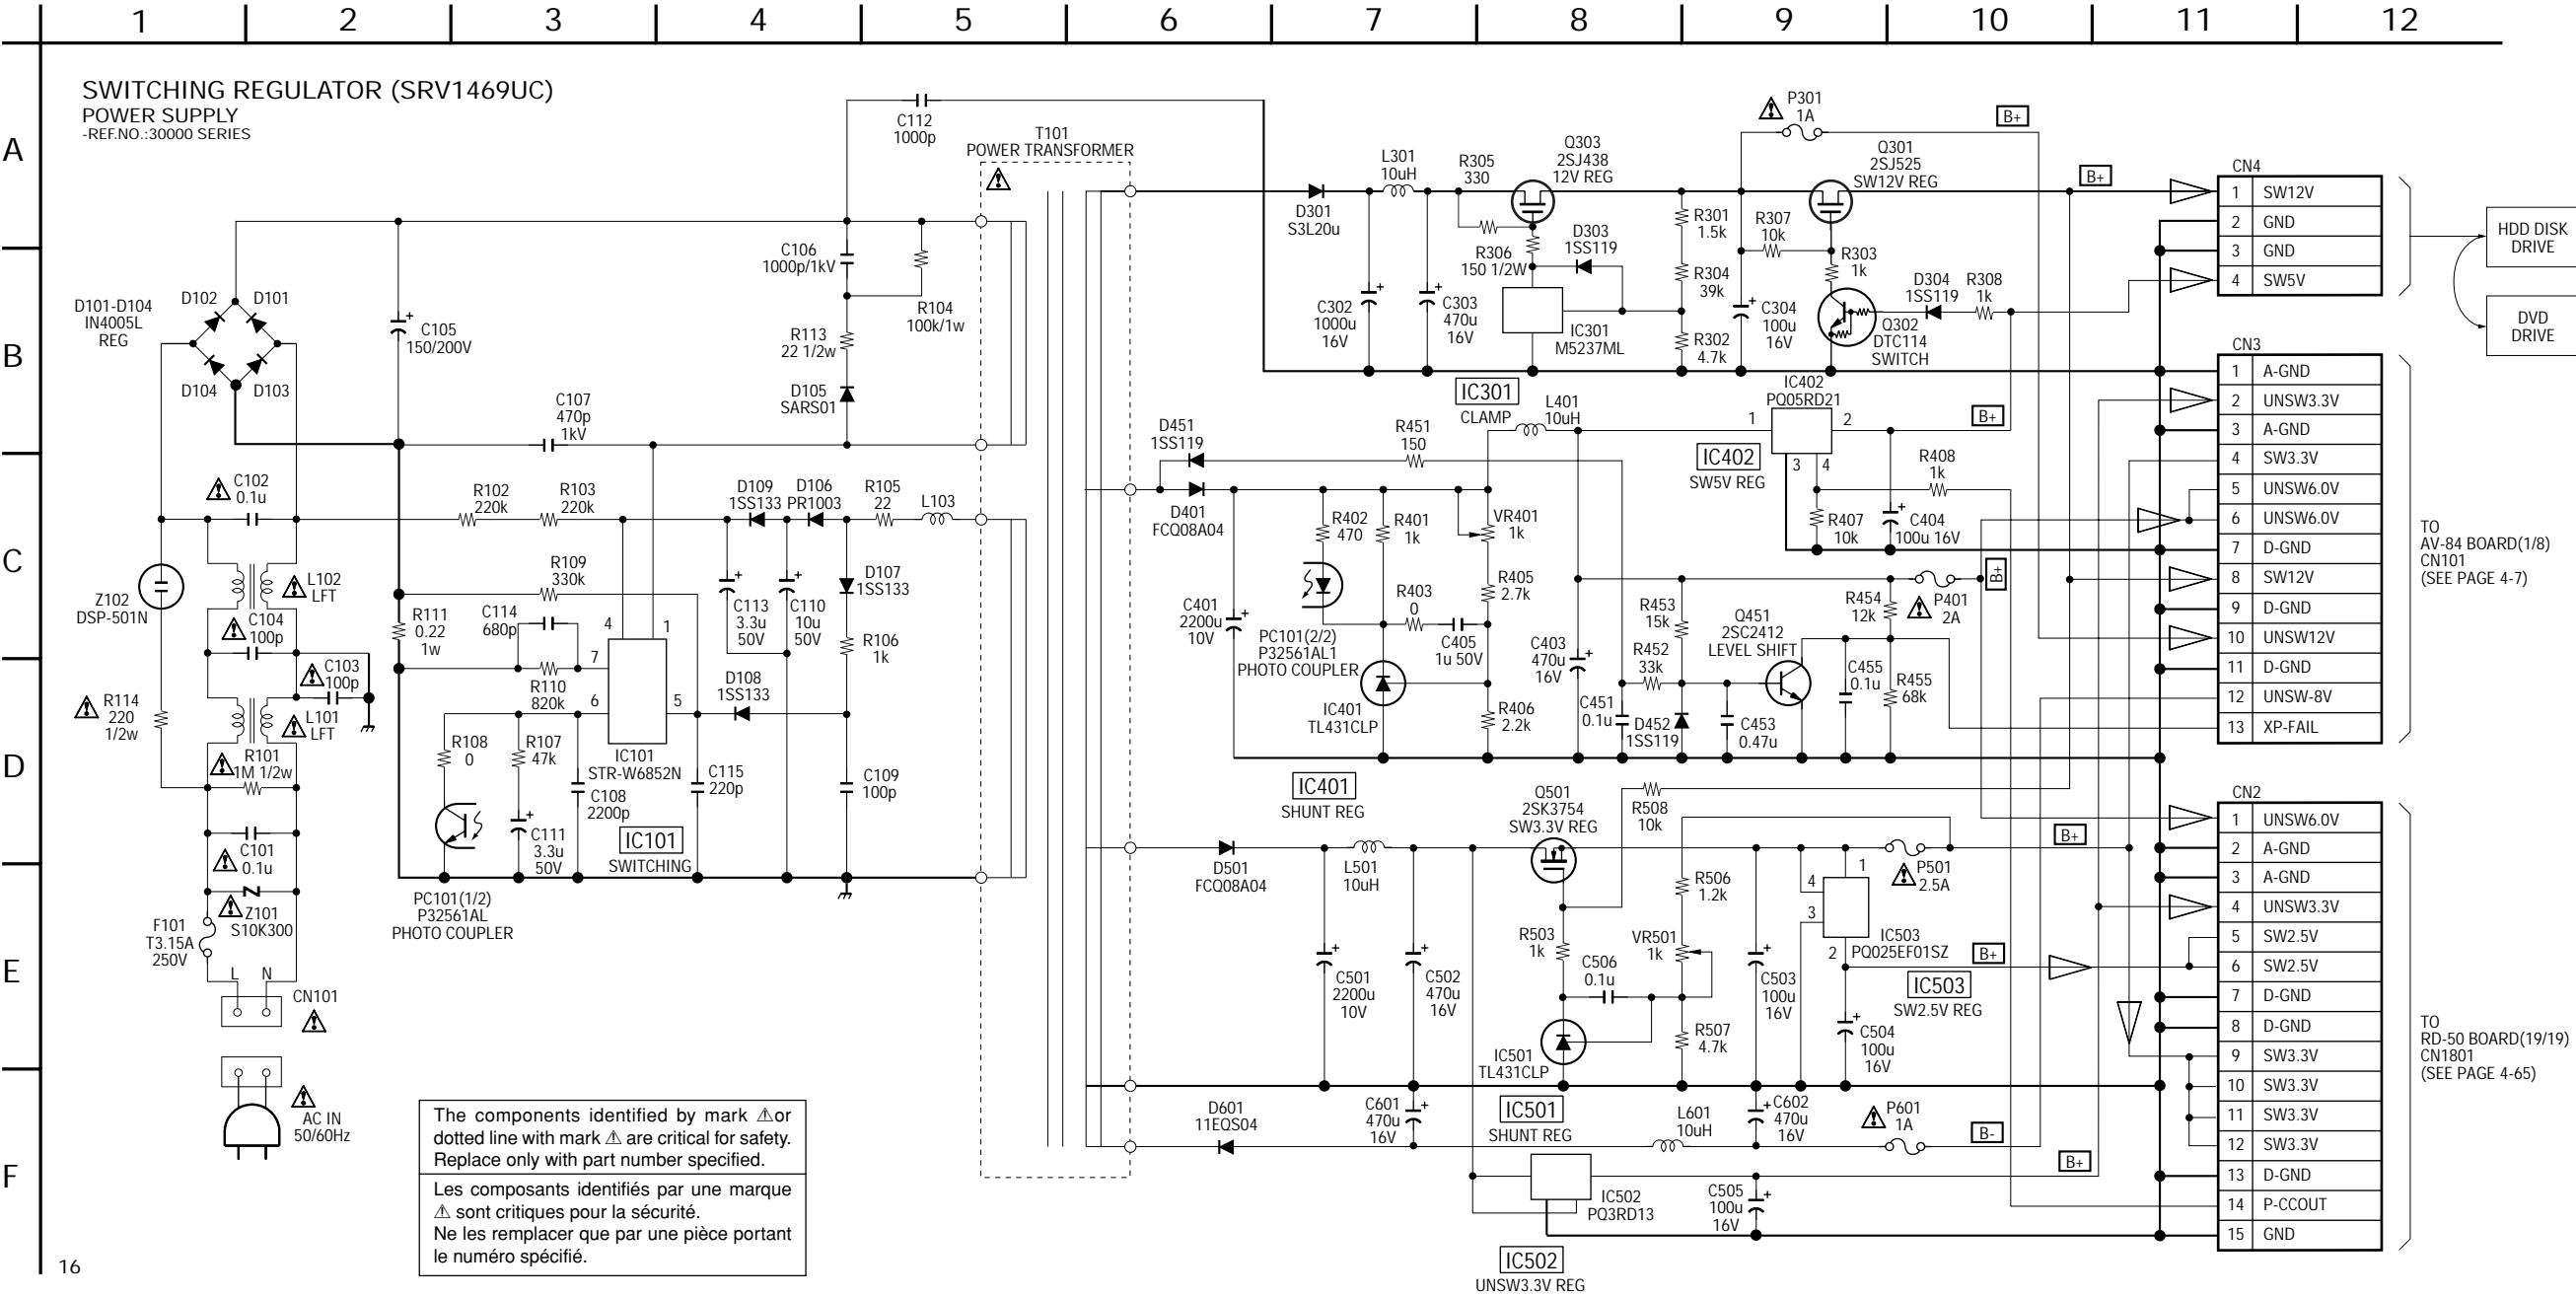 1 2 3 4 5 6 7 8 9 10 11 12
A
B
C
D
E
F
SWITCHING REGULATOR (SRV1469UC)
POWER SUPPLY
-REF.NO.:30000 SERIES
C112
1000p
T101
POWER TRANSFORMER
D101-D104
IN4005L
REG
D102
D101
D104
D103
C105
150/200V
C106
1000p/1kV
R104
100k/1w
R113
22 1/2w
D105
SARS01
C107
470p
1kV
C102
0.1u
R102
220k
R103
220k
D109
1SS133
D106
PR1003
R105
22
L103
Z102
DSP-501N
L102
LFT
C104
100p
C103
100p
L101
LFT
R114
220
1/2w
R101
1M 1/2w
C101
0.1u
Z101
S10K300
F101
T3.15A
250V
L N
CN101
AC IN
50/60Hz
R109
330k
R111
0.22
1w
C114
680p
R110
820k
4
1
7
6
5
IC101
STR-W6852N
C113
3.3u
50V
C110
10u
50V
D107
1SS133
R106
1k
D108
1SS133
R108
0
R107
47k
C108
2200p
C111
3.3u
50V
C115
220p
C109
100p
IC101
SWITCHING
PC101(1/2)
P32561AL
PHOTO COUPLER
D301
S3L20u
L301
10uH
R305
330
Q303
2SJ438
12V REG
P301
1A
B+
Q301
2SJ525
SW12V REG
B+
C302
1000u
16V
C303
470u
16V
R306
150 1/2W
D303
1SS119
IC301
M5237ML
R301
1.5k
R304
39k
R302
4.7k
R307
10k
C304
100u
16V
R303
1k
Q302
DTC114
SWITCH
D304
1SS119
R308
1k
IC301
CLAMP
L401
10uH
IC402
PQ05RD21
1
2
3
4
B+
IC402
SW5V REG
R408
1k
R407
10k
C404
100u 16V
D451
1SS119
R451
150
D401
FCQ08A04
R402
470
R401
1k
VR401
1k
R403
0
R405
2.7k
C401
2200u
10V
PC101(2/2)
P32561AL1
PHOTO COUPLER
C405
1u 50V
IC401
TL431CLP
R406
2.2k
C403
470u
16V
C451
0.1u
R452
33k
R453
15k
D452
1SS119
C453
0.47u
Q451
2SC2412
LEVEL SHIFT
C455
0.1u
R454
12k
R455
68k
P401
2A
B+
IC401
SHUNT REG
Q501
2SK3754
SW3.3V REG
R508
10k
D501
FCQ08A04
L501
10uH
P501
2.5A
B+
R506
1.2k
VR501
1k
R507
4.7k
R503
1k
C506
0.1u
IC501
TL431CLP
C501
2200u
10V
C502
470u
16V
C503
100u
16V
1
4
3
2
IC503
PQ025EF01SZ
B+
IC503
SW2.5V REG
C504
100u
16V
D601
11EQS04
C601
470u
16V
IC501
SHUNT REG
L601
10uH
C602
470u
16V
P601
1A
B-
B+
IC502
PQ3RD13
C505
100u
16V
IC502
UNSW3.3V REG
CN4
1 SW12V
2 GND
3 GND
4 SW5V
HDD DISK
DRIVE
DVD
DRIVE
CN3
1 A-GND
2 UNSW3.3V
3 A-GND
4 SW3.3V
5 UNSW6.0V
6 UNSW6.0V
7 D-GND
8 SW12V
9 D-GND
10 UNSW12V
11 D-GND
12 UNSW-8V
13 XP-FAIL
TO
AV-84 BOARD(1/8)
CN101
(SEE PAGE 4-7)
CN2
1 UNSW6.0V
2 A-GND
3 A-GND
4 UNSW3.3V
5 SW2.5V
6 SW2.5V
7 D-GND
8 D-GND
9 SW3.3V
10 SW3.3V
11 SW3.3V
12 SW3.3V
13 D-GND
14 P-CCOUT
15 GND
TO
RD-50 BOARD(19/19)
CN1801
(SEE PAGE 4-65)
The components identified by mark ⚠ or
dotted line with mark ⚠ are critical for safety.
Replace only with part number specified.
Les composants identifiés par une marque
⚠ sont critiques pour la sécurité.
Ne les remplacer que par une pièce portant
le numéro spécifié.
16